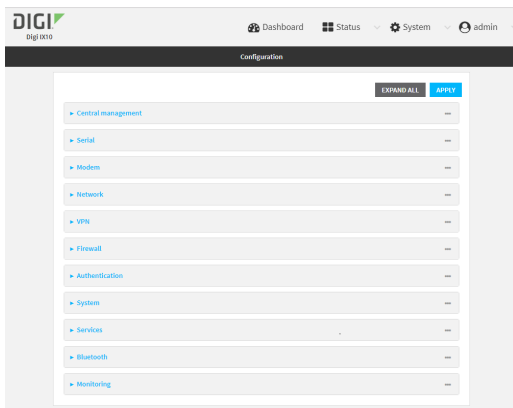 DIGI
Digi IX10
Dashboard Status System admin
Configuration
EXPAND ALL APPLY
Central management
Serial
Modem
Network
VPN
Firewall
Authentication
System
Services
Bluetooth
Monitoring